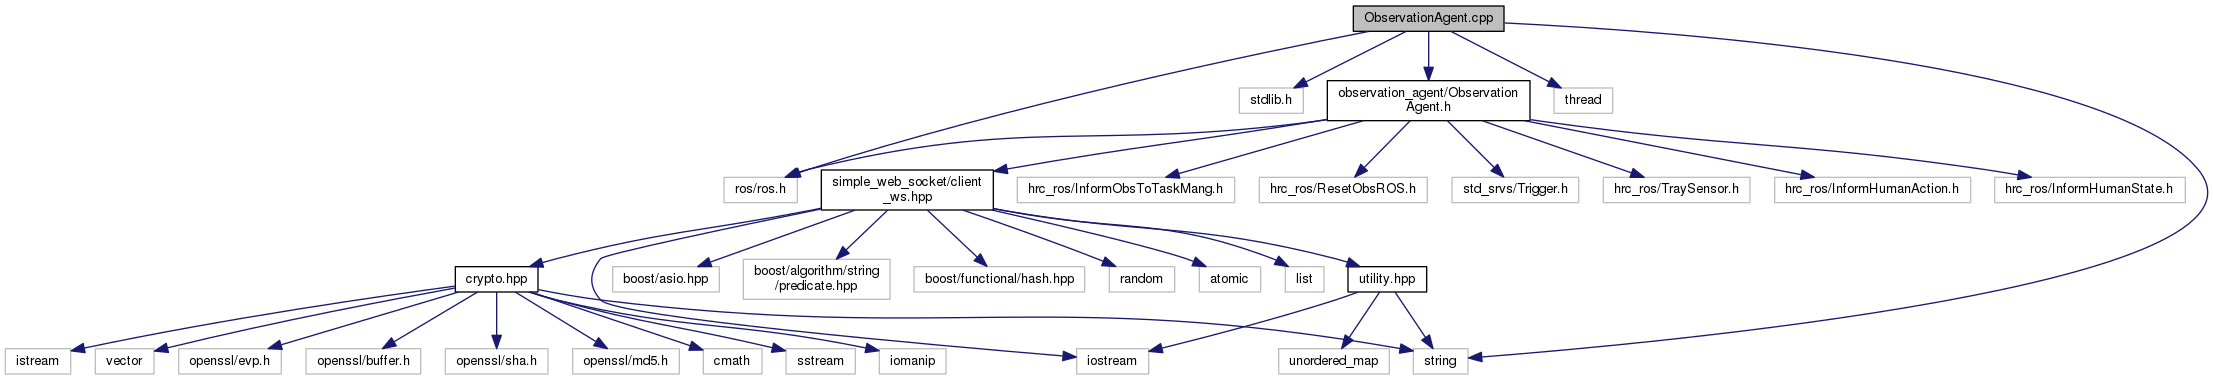 ObservationAgent.cpp
stdlib.h
observation_agent/Observation
Agent.h
thread
ros/ros.h
simple_web_socket/client
_ws.hpp
hrc_ros/InformObsToTaskMang.h
hrc_ros/ResetObsROS.h
std_srvs/Trigger.h
hrc_ros/TraySensor.h
hrc_ros/InformHumanAction.h
hrc_ros/InformHumanState.h
crypto.hpp
boost/asio.hpp
boost/algorithm/string
/predicate.hpp
boost/functional/hash.hpp
random
atomic
list
utility.hpp
istream
vector
openssl/evp.h
openssl/buffer.h
openssl/sha.h
openssl/md5.h
cmath
sstream
iomanip
iostream
unordered_map
string